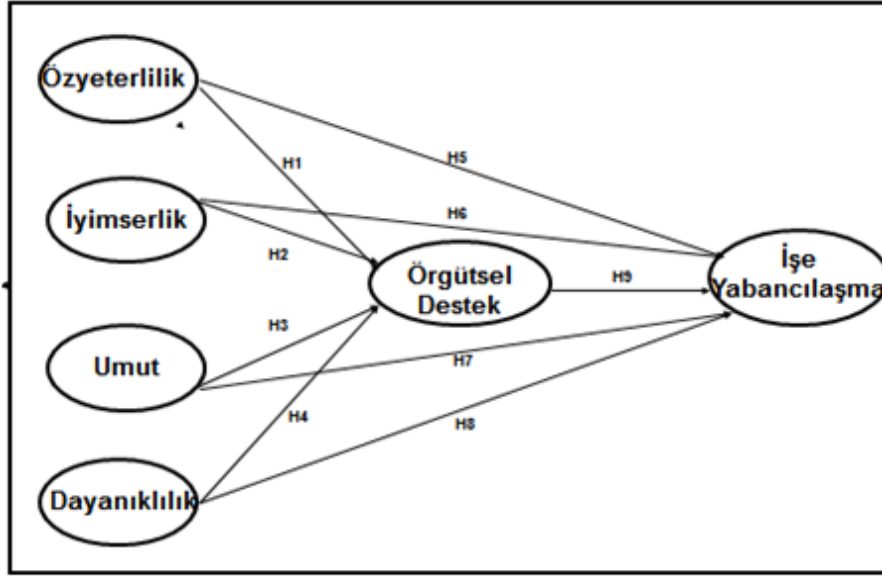 Özyeterlilik
H1
H5
İyimserlik
H6
H2
Örgütsel
Destek
H9
İşe
Yabancılaşma
H3
Umut
H7
H4
H8
Dayanıklılık